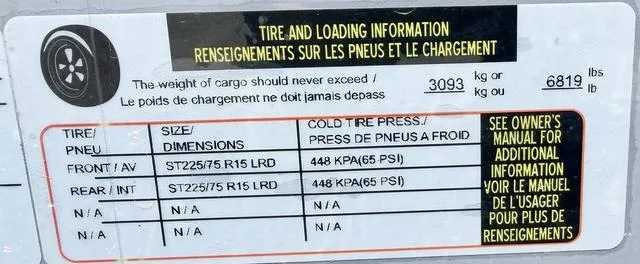 TIRE AND LOADING INFORMATION
RENSEIGNEMENTS SUR LES PNEUS ET LE CHARGEMENT
The weight of cargo should never exceed / 3093 kg or 6819 lbs
Le poids de chargement ne doit jamais depass kg ou lb
TIRE/ SIZE/ COLD TIRE PRESS./
PNEU DIMENSIONS PRESS DE PNEUS A FROID
FRONT / AV ST225/75 R15 LRD 448 KPA(65 PSI)
REAR / INT ST225/75 R15 LRD 448 KPA(65 PSI)
N / A N / A N / A
N / A N / A N / A
SEE OWNER'S
MANUAL FOR
ADDITIONAL
INFORMATION
VOIR LE MANUEL
DE L'USAGER
POUR PLUS DE
RENSEIGNEMENTS